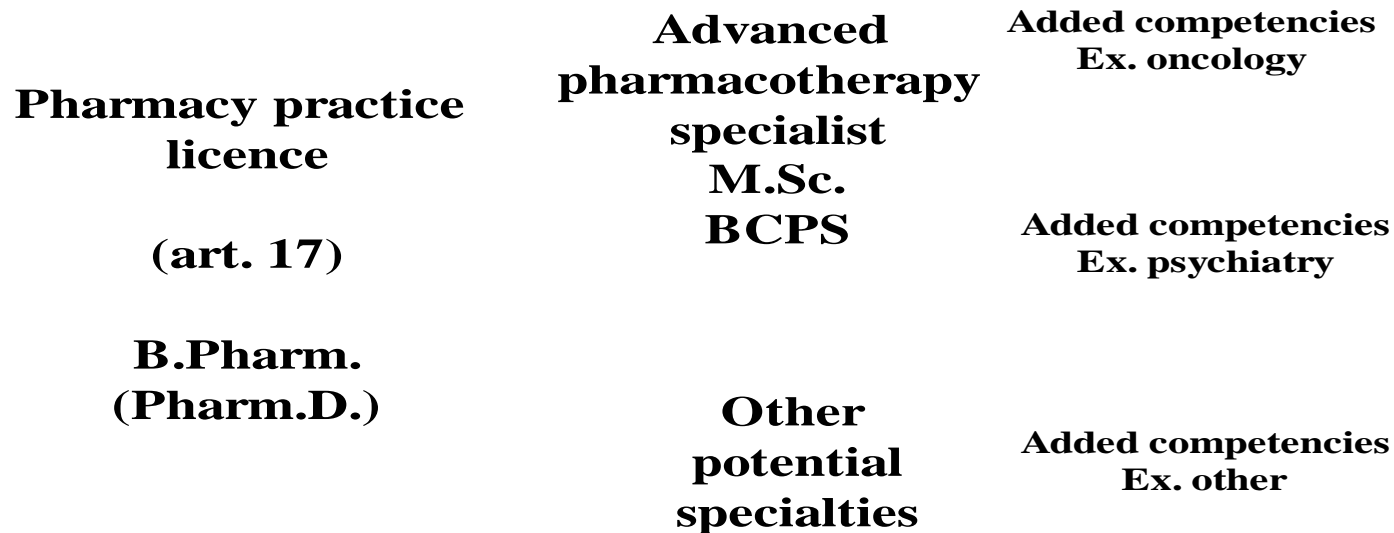 Pharmacy practice
licence
(art. 17)
B.Pharm.
(Pharm.D.)
Advanced
pharmacotherapy
specialist
M.Sc.
BCPS
Other
potential
specialties
Added competencies
Ex. oncology
Added competencies
Ex. psychiatry
Added competencies
Ex. other